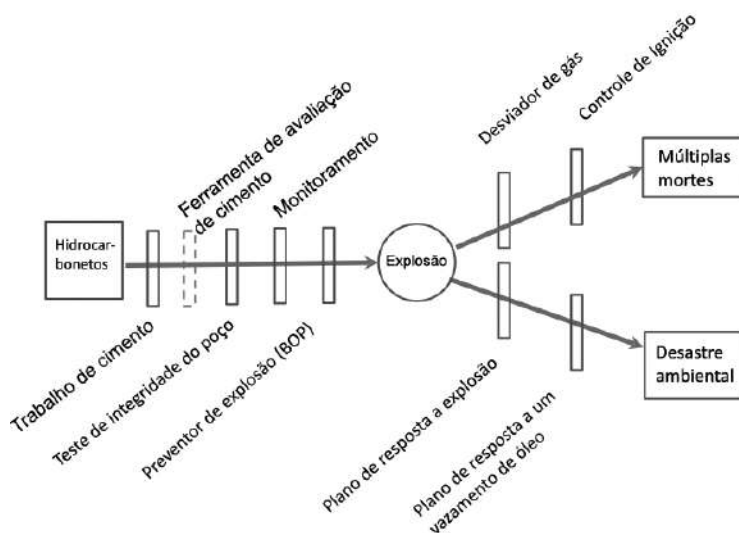 Hidrocar-
bonetos
Trabalho de cimento
Ferramenta de avaliação
de cimento
Teste de integridade do poço
Monitoramento
Preventor de explosão (BOP)
Explosão
Desviador de gás
Controle de Ignição
Múltiplas
mortes
Plano de resposta a explosão
Plano de resposta a um
vazamento de óleo
Desastre
ambiental